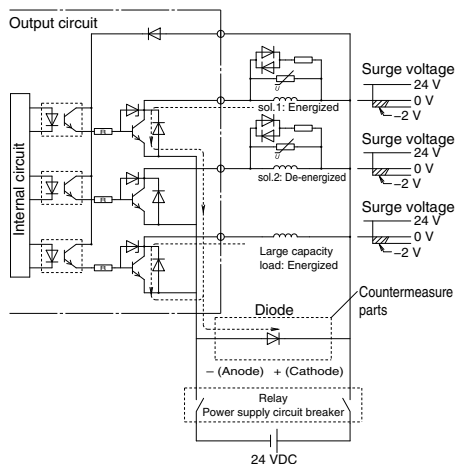 Output circuit
Internal circuit
sol.1: Energized
sol.2: De-energized
Large capacity
load: Energized
Surge voltage
24 V
0 V
–2 V
Surge voltage
24 V
0 V
–2 V
Surge voltage
24 V
0 V
–2 V
Countermeasure
parts
Diode
– (Anode) + (Cathode)
Relay
Power supply circuit breaker
24 VDC